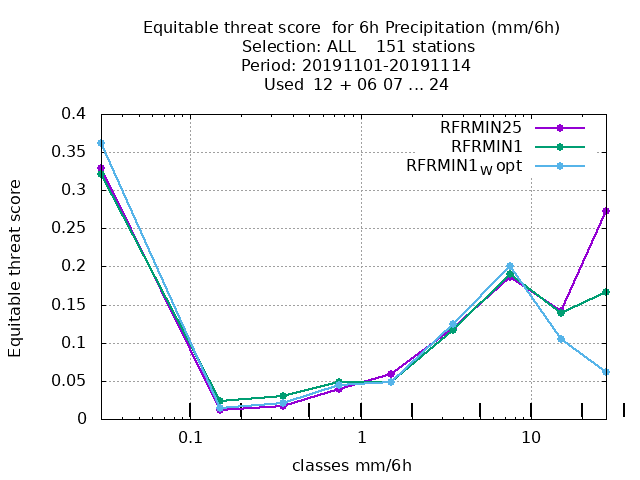 Equitable threat score  for 6h Precipitation (mm/6h)
Selection: ALL    151 stations
Period: 20191101-20191114
Used  12 + 06 07 ... 24
RFRMIN25
RFRMIN1
RFRMIN1W opt
0.4
0.35
0.3
0.25
0.2
0.15
0.1
0.05
0
Equitable threat score
0.1 1 10
classes mm/6h